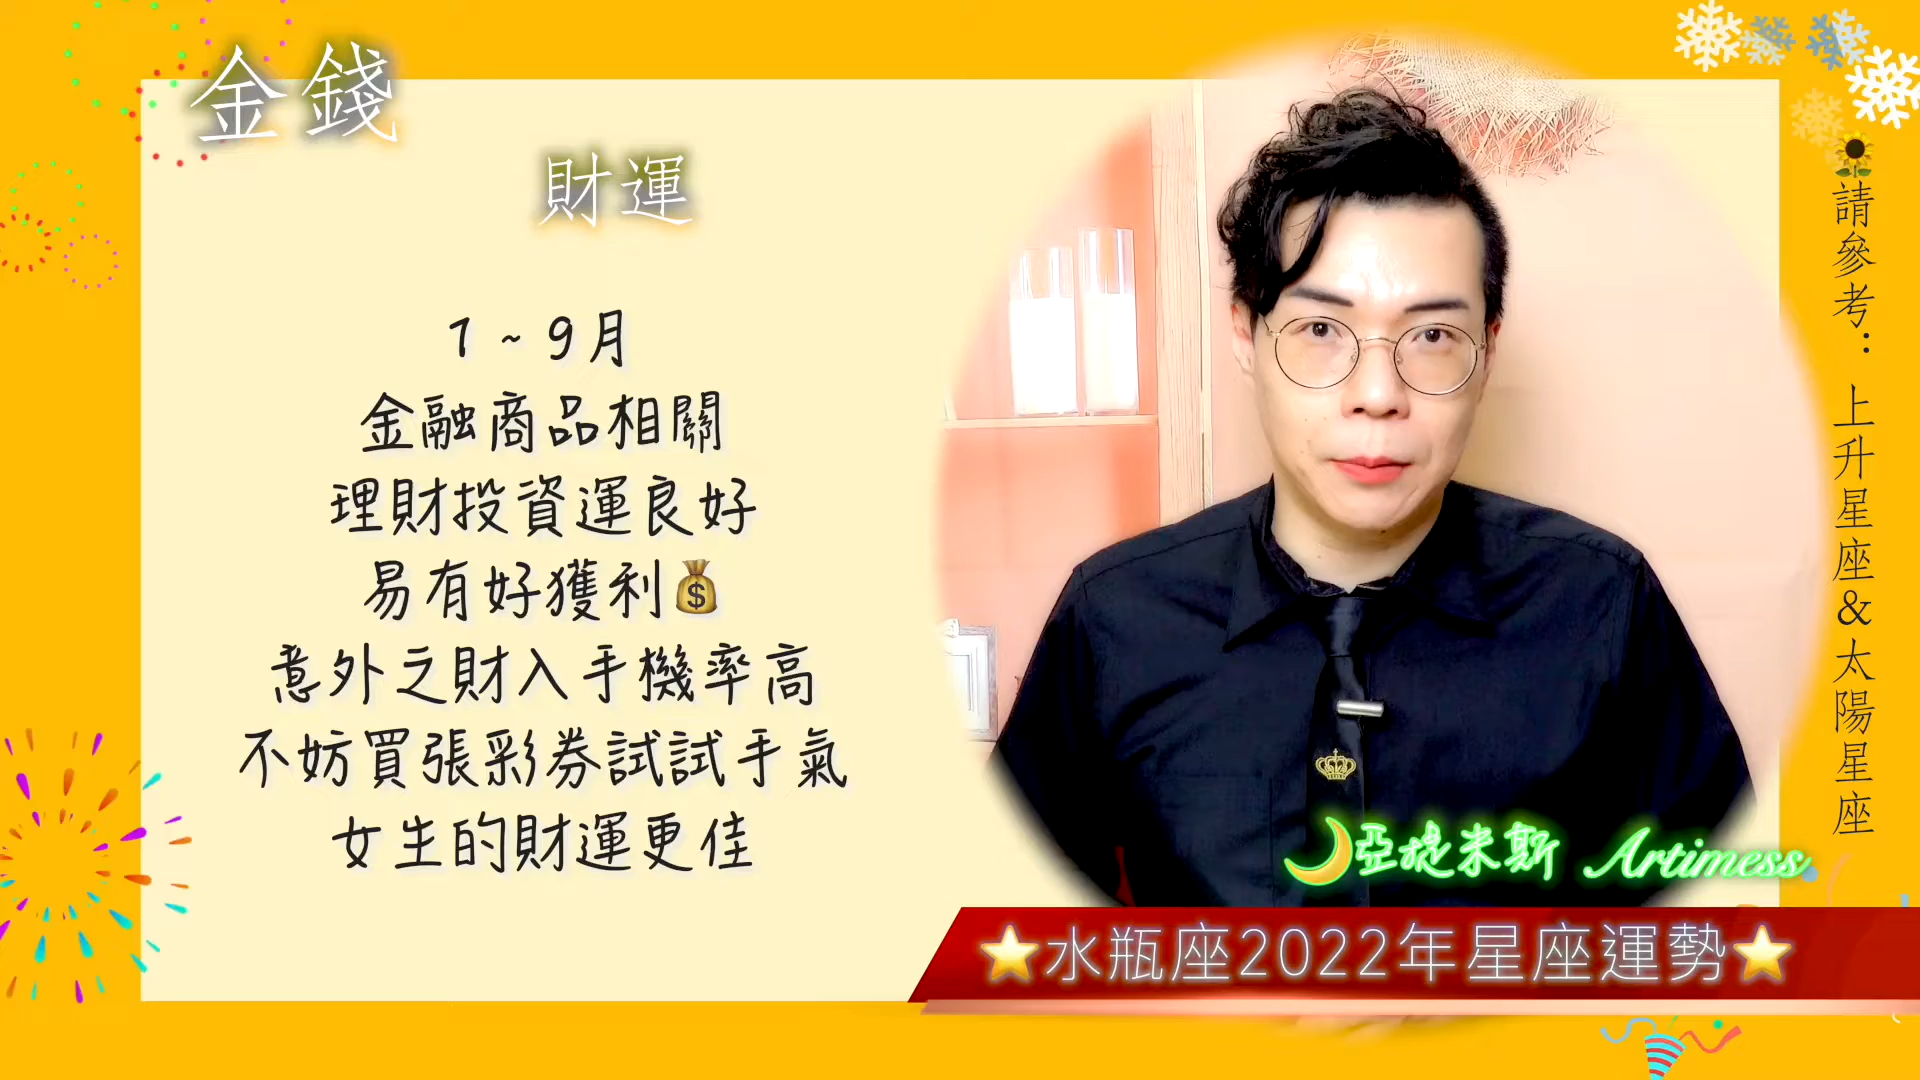 金錢
財運
1~9月
金融商品相關
理財投資運良好
易有好獲利
意外之財入手機率高
不妨買張彩券試試手氣
女生的財運更佳
請參考：上升星座&太陽星座
亞提米斯 Artimess
水瓶座2022年星座運勢